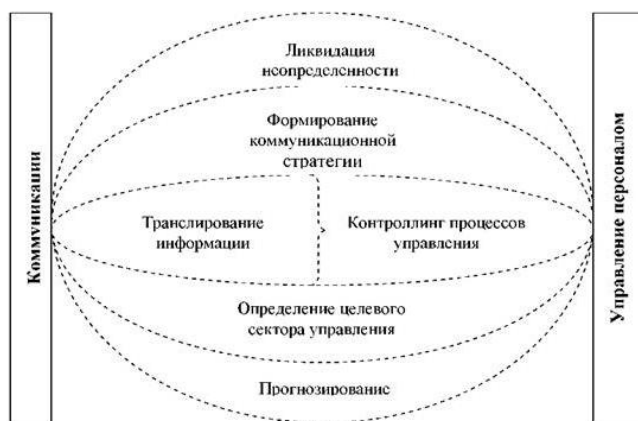 Коммуникации
Ликвидация
неопределенности
Формирование
коммуникационной
стратегии
Транслирование
информации
Контроллинг процессов
управления
Определение целевого
сектора управления
Прогнозирование
Управление персоналом